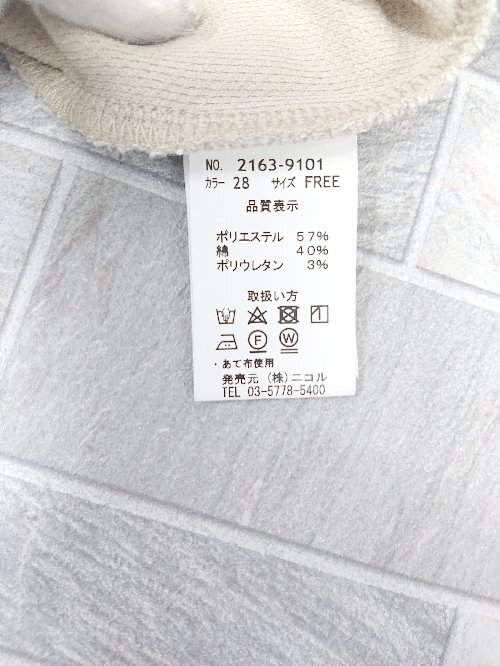 NO. 2163-9101
カラー 28 サイズ FREE
品質表示
ポリエステル 57%
綿 40%
ポリウレタン 3%
取扱い方
F W
・あて布使用
発売元 (株)ニコル
TEL 03-5778-5400